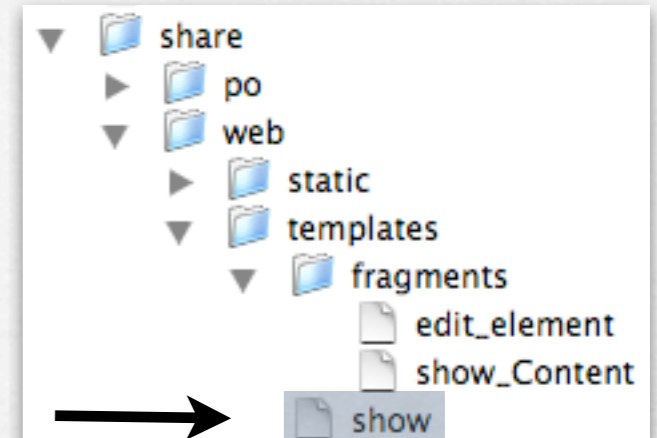 share
po
web
static
templates
fragments
edit_element
show_Content
show